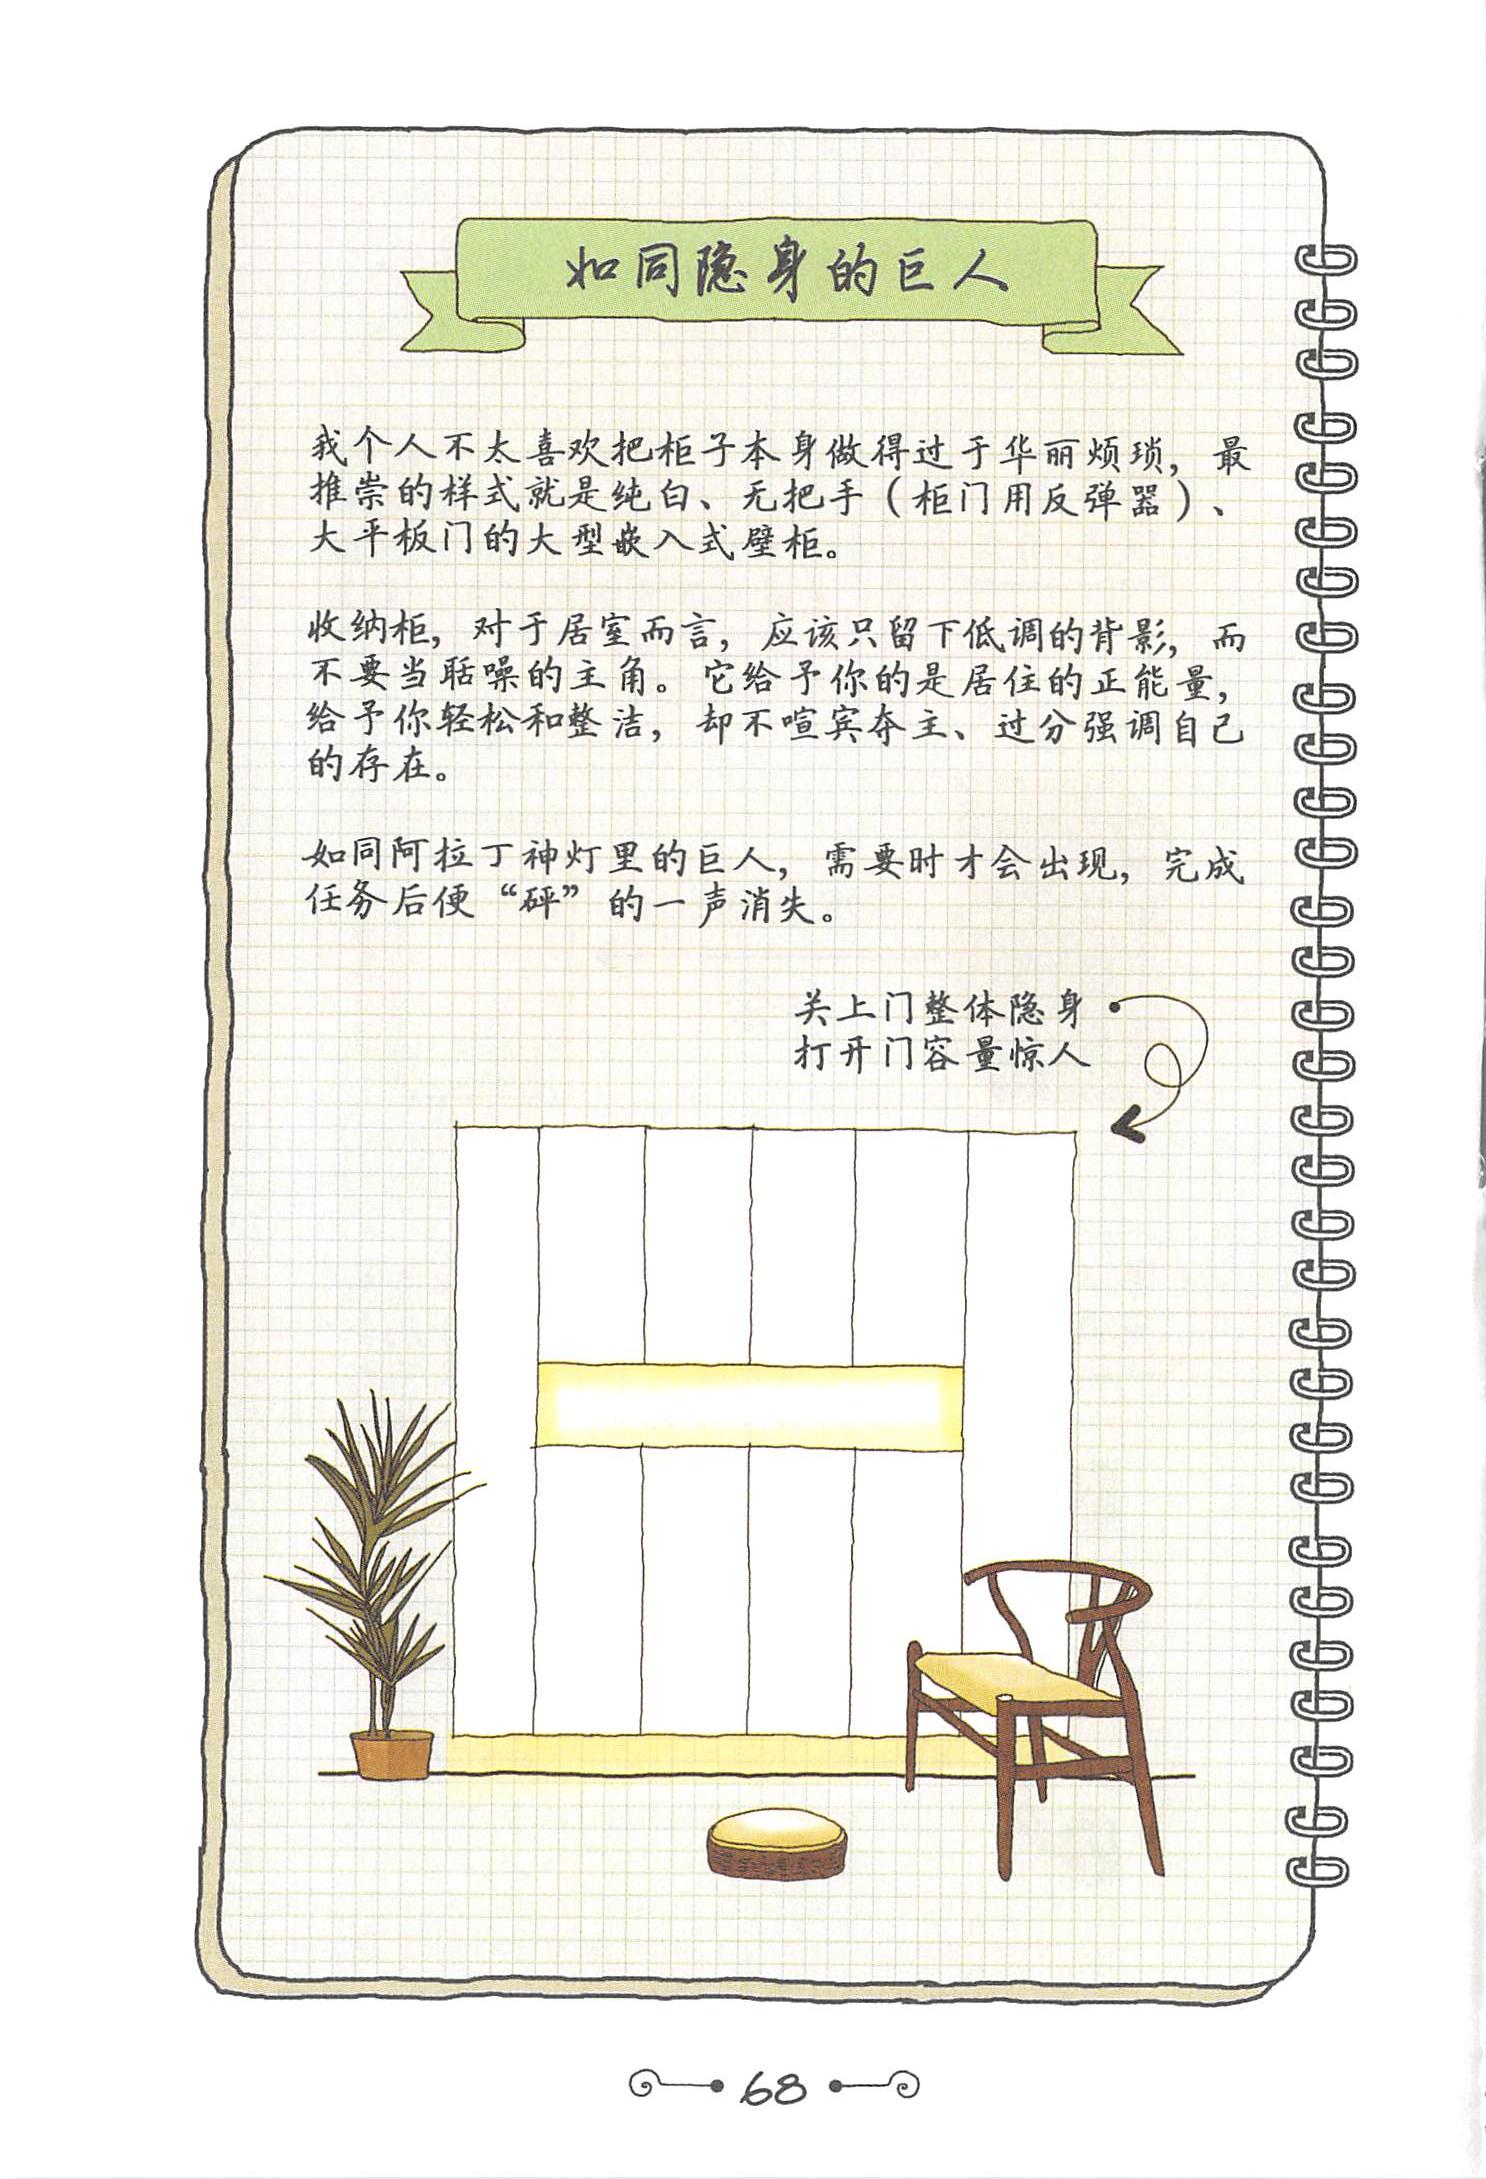 如同隐身的巨人
我个人不太喜欢把柜子本身做得过于华丽烦琐，最
推崇的样式就是纯白、无把手（柜门用反弹器）、
大平板门的大型嵌入式壁柜。
收纳柜，对于居室而言，应该只留下低调的背影，而
不要当聒噪的主角。它给予你的是居住的正能量，
给予你轻松和整洁，却不喧宾夺主、过分强调自己
的存在。
如同阿拉丁神灯里的巨人，需要时才会出现，完成
任务后便“砰”的一声消失。
关上门整体隐身
打开门容量惊人
68